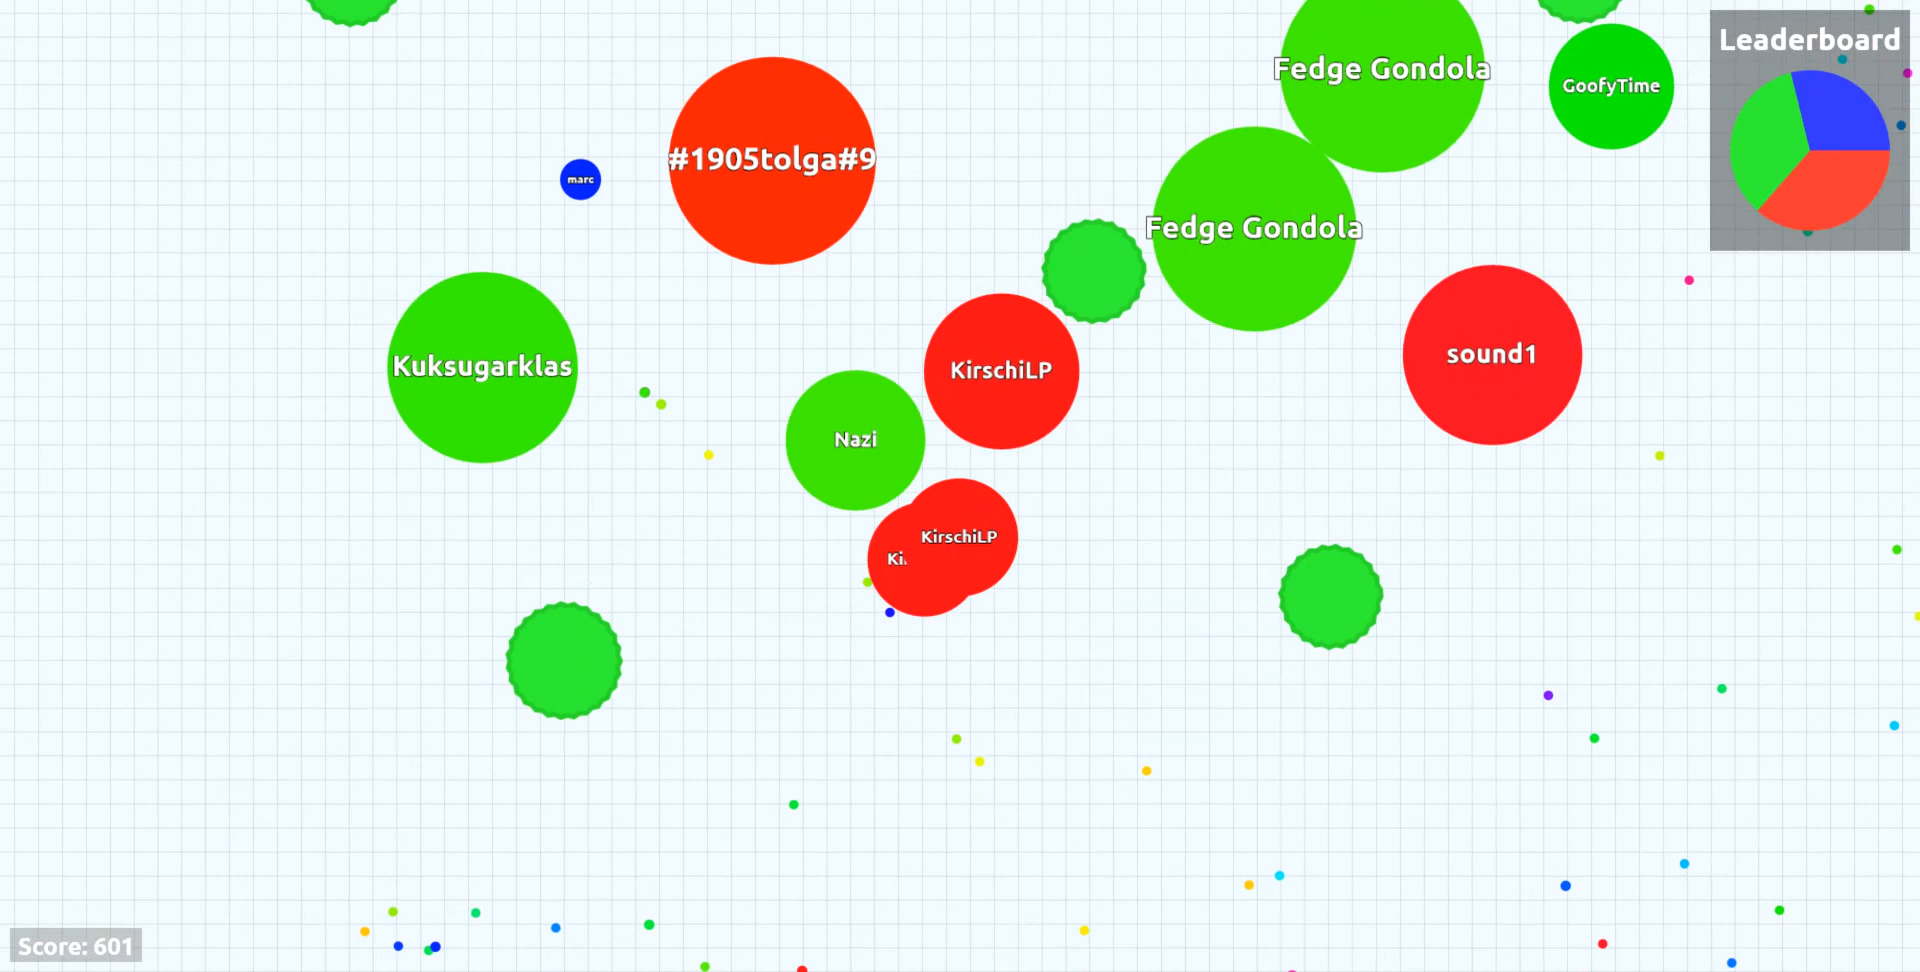 Leaderboard
Fedge Gondola
GoofyTime
#1905tolga#9
marc
Fedge Gondola
sound1
Kuksugarklas
KirschiLP
Nazi
KirschiLP
Score: 601